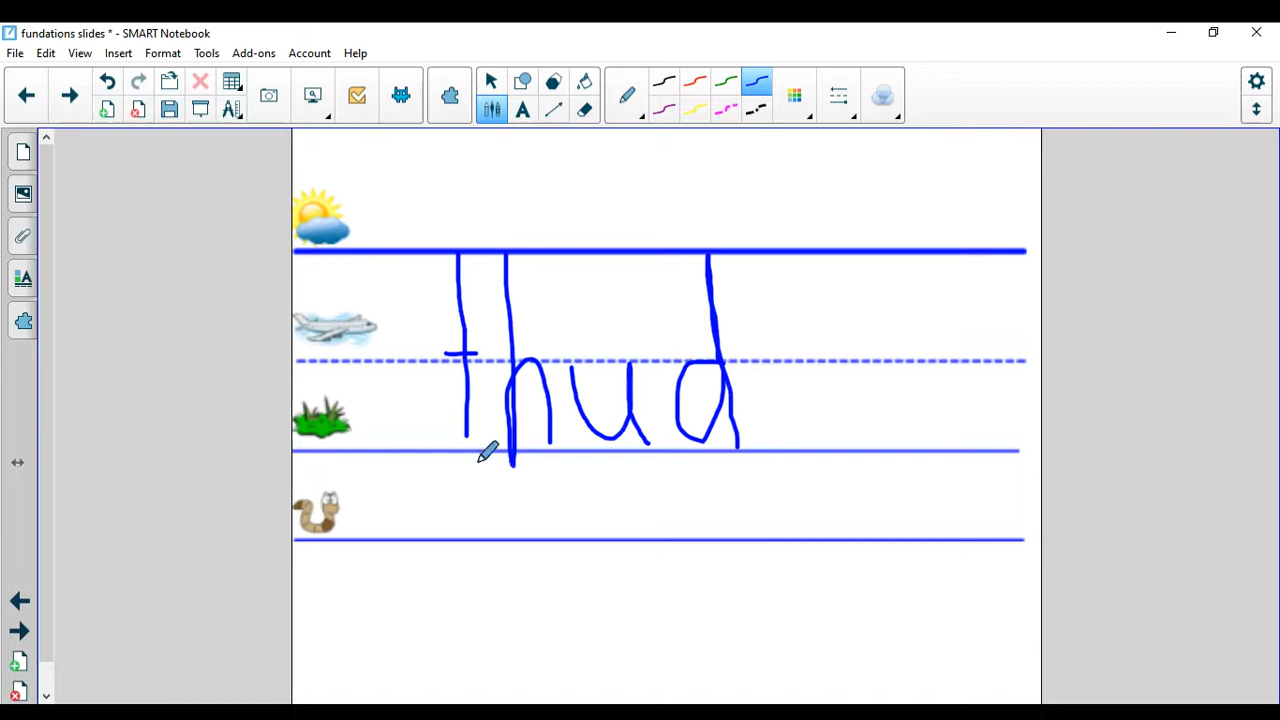 fundations slides * - SMART Notebook
File Edit View Insert Format Tools Add-ons Account Help
thud